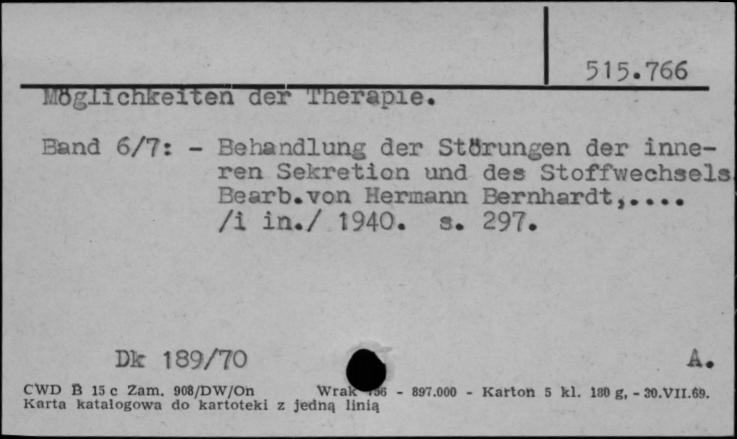 515.766
Möglichkeiten der Therapie.
Band 6/7: - Behandlung der Störungen der inne-
ren Sekretion und des Stoffwechsels.
Bearb.von Hermann Bernhardt,....
/i in./ 1940. s. 297.
Dk 189/70 A.
CWD B 15 c Zam. 908/DW/On Wrak - 897.000 - Karton 5 kl. 180 g, - 30.VII.69.
Karta katalogowa do kartoteki z jedną linią